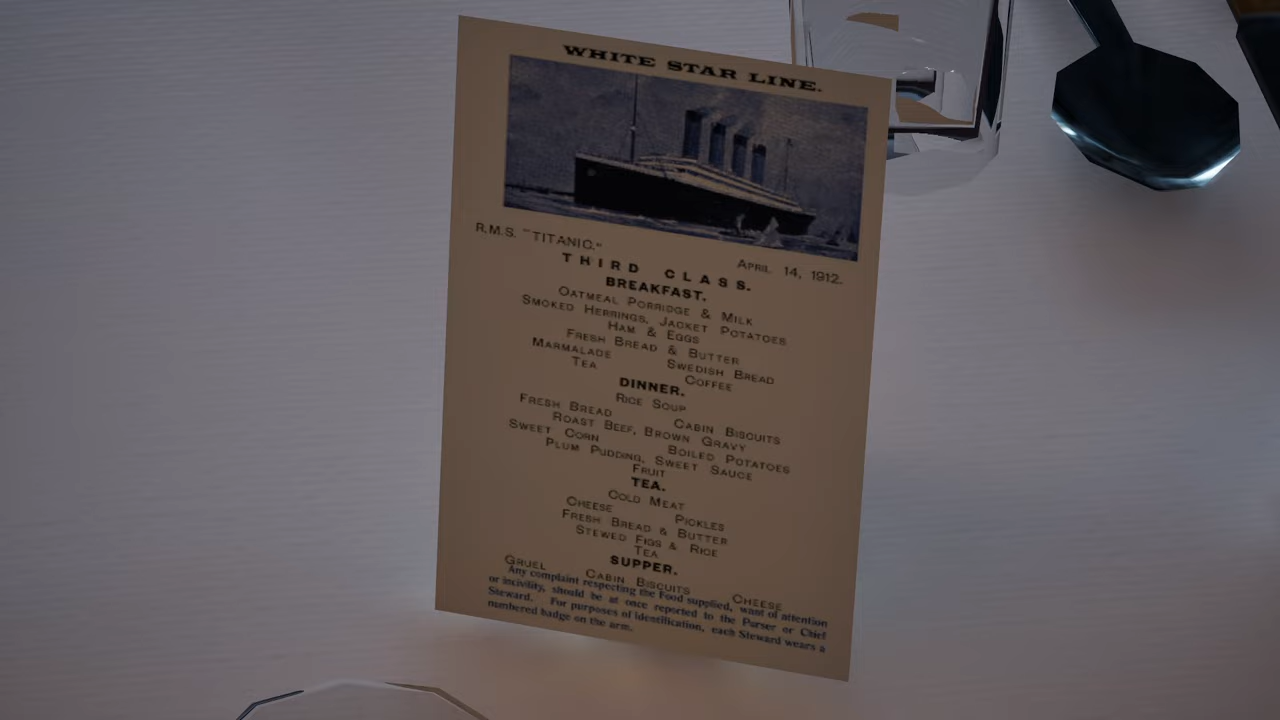 WHITE STAR LINE.
R.M.S. "TITANIC."
APRIL 14, 1912.
THIRD CLASS.
BREAKFAST.
OATMEAL PORRIDGE & MILK
SMOKED HERRINGS, JACKET POTATOES
HAM & EGGS
FRESH BREAD & BUTTER
MARMALADE SWEDISH BREAD
TEA COFFEE
DINNER.
RICE SOUP
FRESH BREAD CABIN BISCUITS
ROAST BEEF, BROWN GRAVY
SWEET CORN BOILED POTATOES
PLUM PUDDING, SWEET SAUCE
FRUIT
TEA.
COLD MEAT
CHEESE PICKLES
FRESH BREAD & BUTTER
STEWED FIGS & RICE
TEA
SUPPER.
GRUEL CABIN BISCUITS CHEESE
Any complaint respecting the Food supplied, want of attention
or incivility, should be at once reported to the Purser or Chief
Steward. For purposes of Identification, each Steward wears a
numbered badge on the arm.